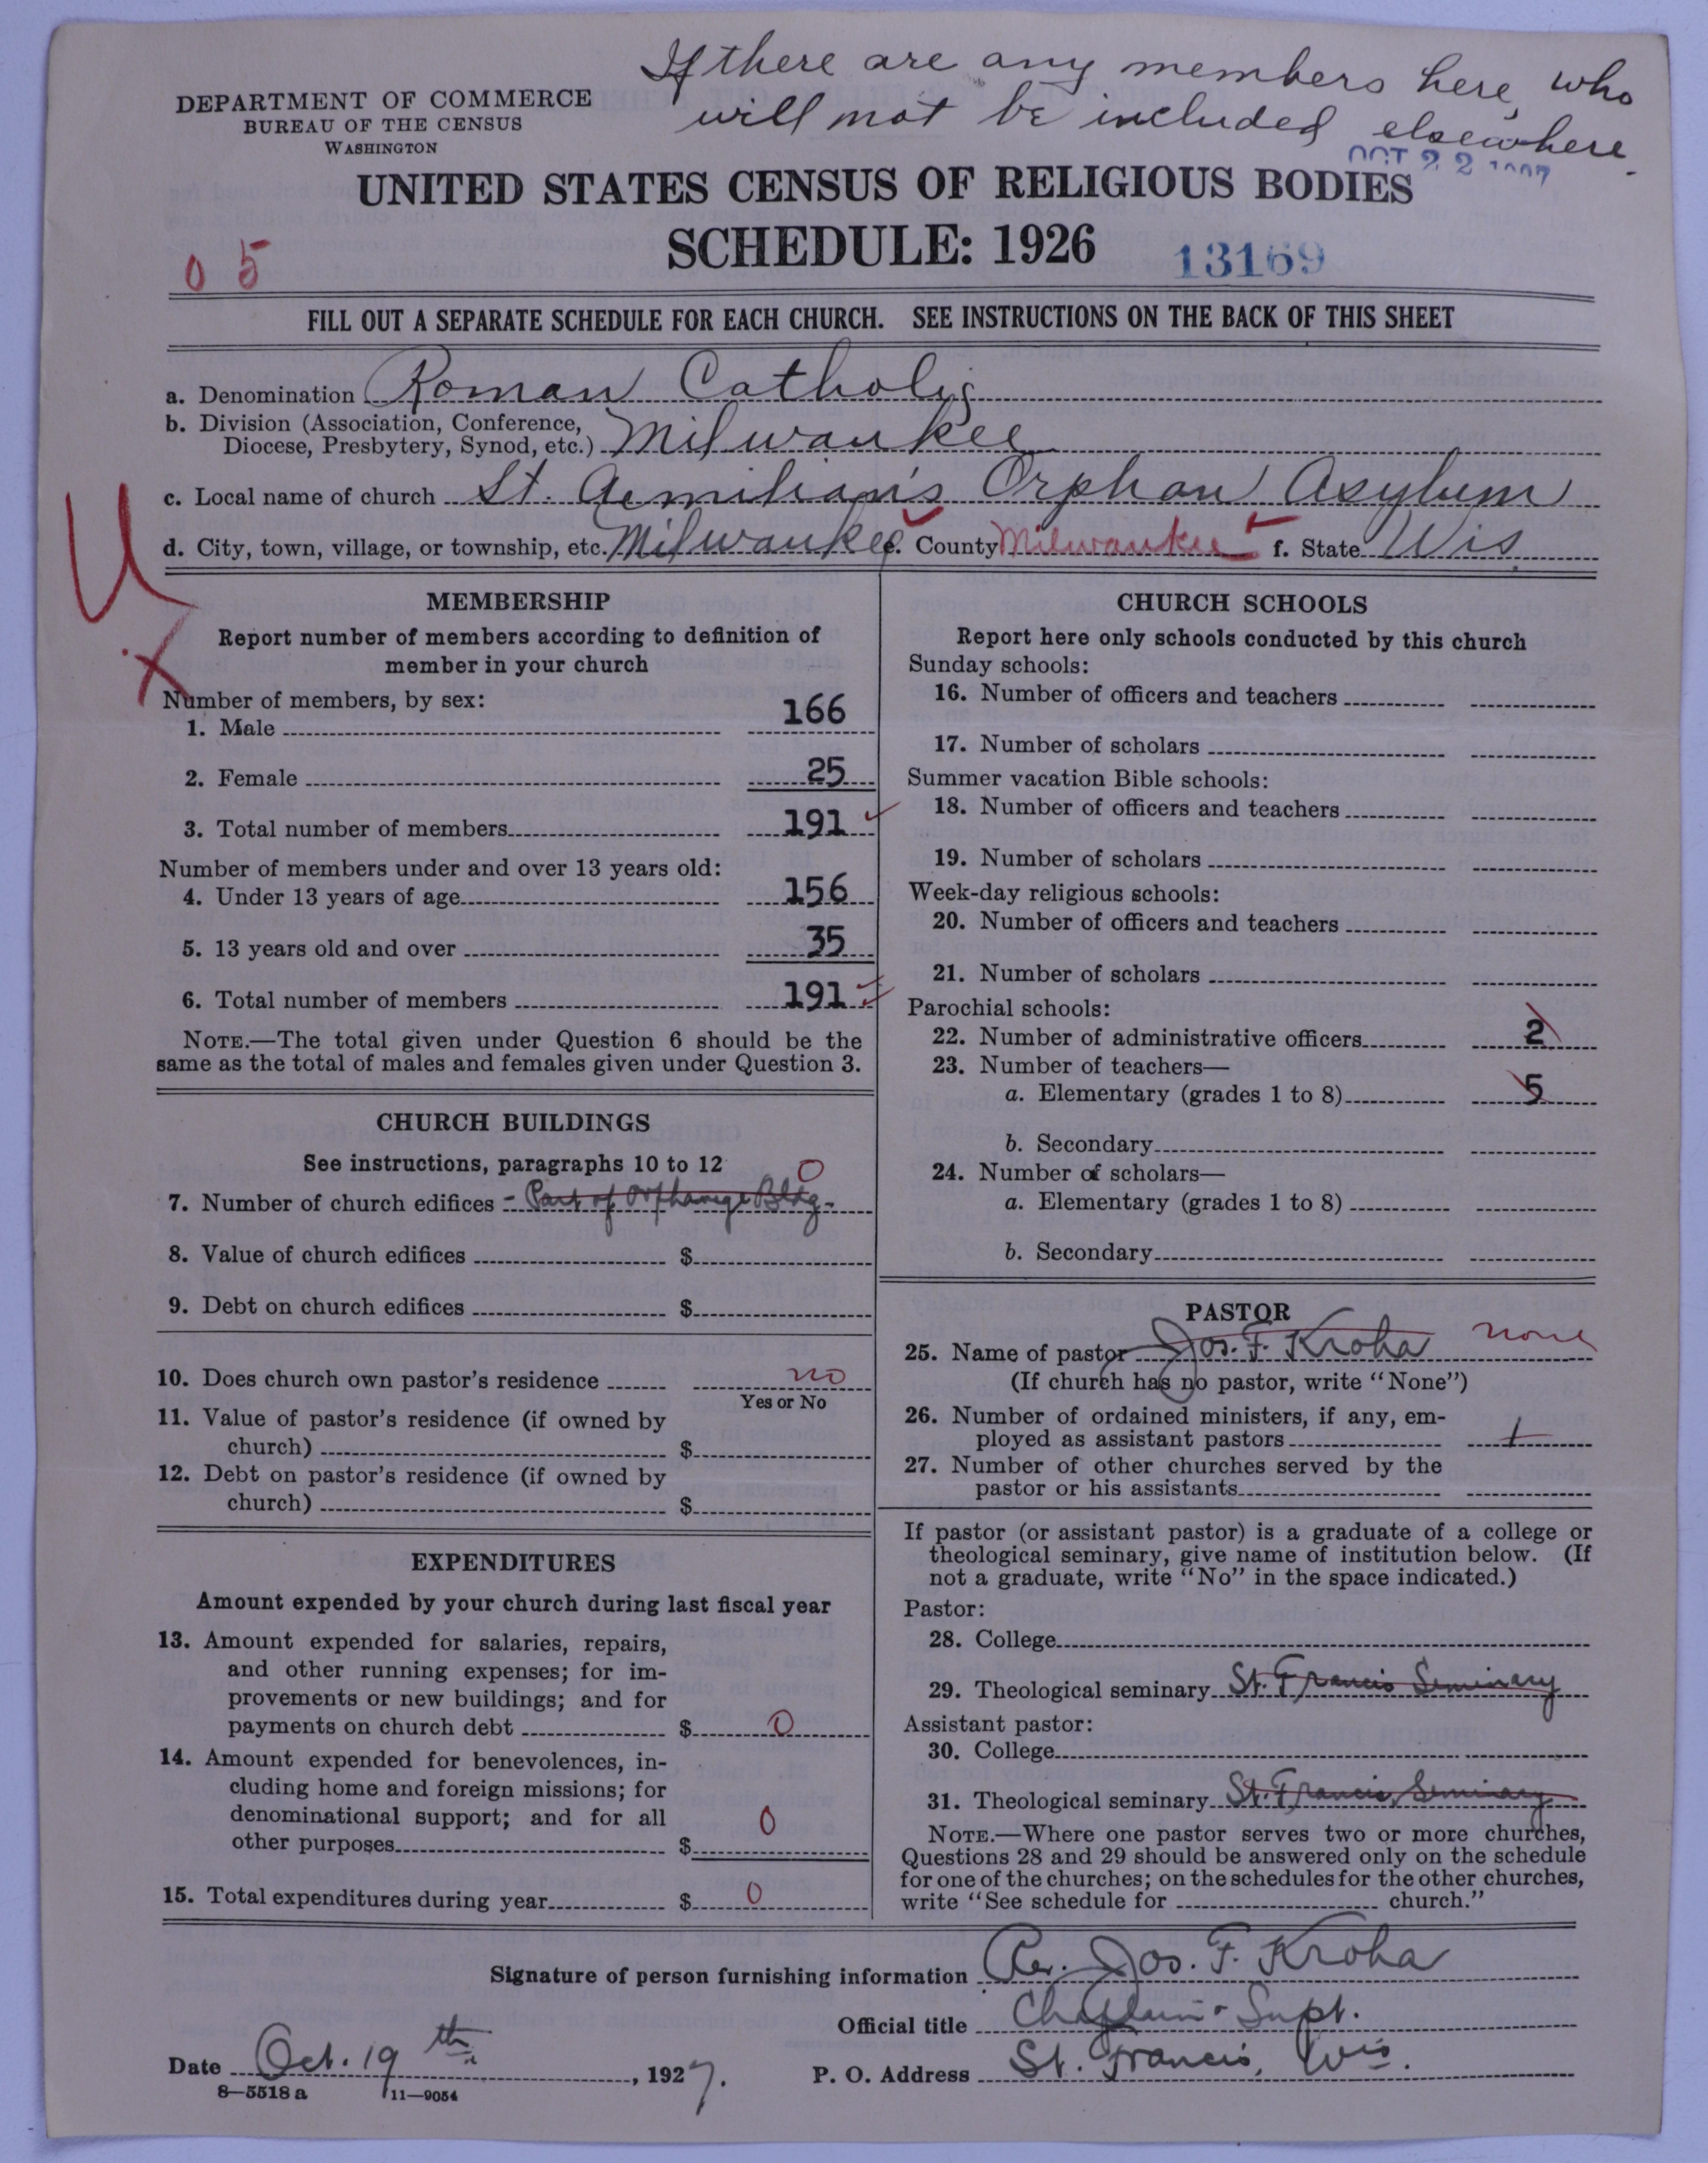 If there are any members here, who
will not be included elsewhere.
DEPARTMENT OF COMMERCE
BUREAU OF THE CENSUS
WASHINGTON
OCT 22 1927
UNITED STATES CENSUS OF RELIGIOUS BODIES
SCHEDULE: 1926
13169
05
FILL OUT A SEPARATE SCHEDULE FOR EACH CHURCH. SEE INSTRUCTIONS ON THE BACK OF THIS SHEET
a. Denomination Roman Catholic
b. Division (Association, Conference,
Diocese, Presbytery, Synod, etc.) Milwaukee
c. Local name of church St. Aemilian's Orphan Asylum
d. City, town, village, or township, etc. Milwaukee e. County Milwaukee f. State Wis.
MEMBERSHIP
Report number of members according to definition of
member in your church
Number of members, by sex:
1. Male 166
2. Female 25
3. Total number of members 191
Number of members under and over 13 years old:
4. Under 13 years of age 156
5. 13 years old and over 35
6. Total number of members 191
NOTE.—The total given under Question 6 should be the
same as the total of males and females given under Question 3.
CHURCH BUILDINGS
See instructions, paragraphs 10 to 12
7. Number of church edifices - Part of Orphanage Bldg. 0
8. Value of church edifices $
9. Debt on church edifices $
10. Does church own pastor's residence no
Yes or No
11. Value of pastor's residence (if owned by
church) $
12. Debt on pastor's residence (if owned by
church) $
EXPENDITURES
Amount expended by your church during last fiscal year
13. Amount expended for salaries, repairs,
and other running expenses; for im-
provements or new buildings; and for
payments on church debt $ 0
14. Amount expended for benevolences, in-
cluding home and foreign missions; for
denominational support; and for all
other purposes $ 0
15. Total expenditures during year $ 0
CHURCH SCHOOLS
Report here only schools conducted by this church
Sunday schools:
16. Number of officers and teachers
17. Number of scholars
Summer vacation Bible schools:
18. Number of officers and teachers
19. Number of scholars
Week-day religious schools:
20. Number of officers and teachers
21. Number of scholars
Parochial schools:
22. Number of administrative officers 2
23. Number of teachers—
a. Elementary (grades 1 to 8) 5
b. Secondary
24. Number of scholars—
a. Elementary (grades 1 to 8)
b. Secondary
PASTOR
25. Name of pastor Jos. F. Kroha none
(If church has no pastor, write "None")
26. Number of ordained ministers, if any, em-
ployed as assistant pastors 1
27. Number of other churches served by the
pastor or his assistants
If pastor (or assistant pastor) is a graduate of a college or
theological seminary, give name of institution below. (If
not a graduate, write "No" in the space indicated.)
Pastor:
28. College
29. Theological seminary St. Francis Seminary
Assistant pastor:
30. College
31. Theological seminary St. Francis Seminary
NOTE.—Where one pastor serves two or more churches,
Questions 28 and 29 should be answered only on the schedule
for one of the churches; on the schedules for the other churches,
write "See schedule for church."
Signature of person furnishing information Rev. Jos. F. Kroha
Official title Chaplain - Supt.
Date Oct. 19th, 1927. P. O. Address St. Francis, Wis.
8—5518 a 11—9054